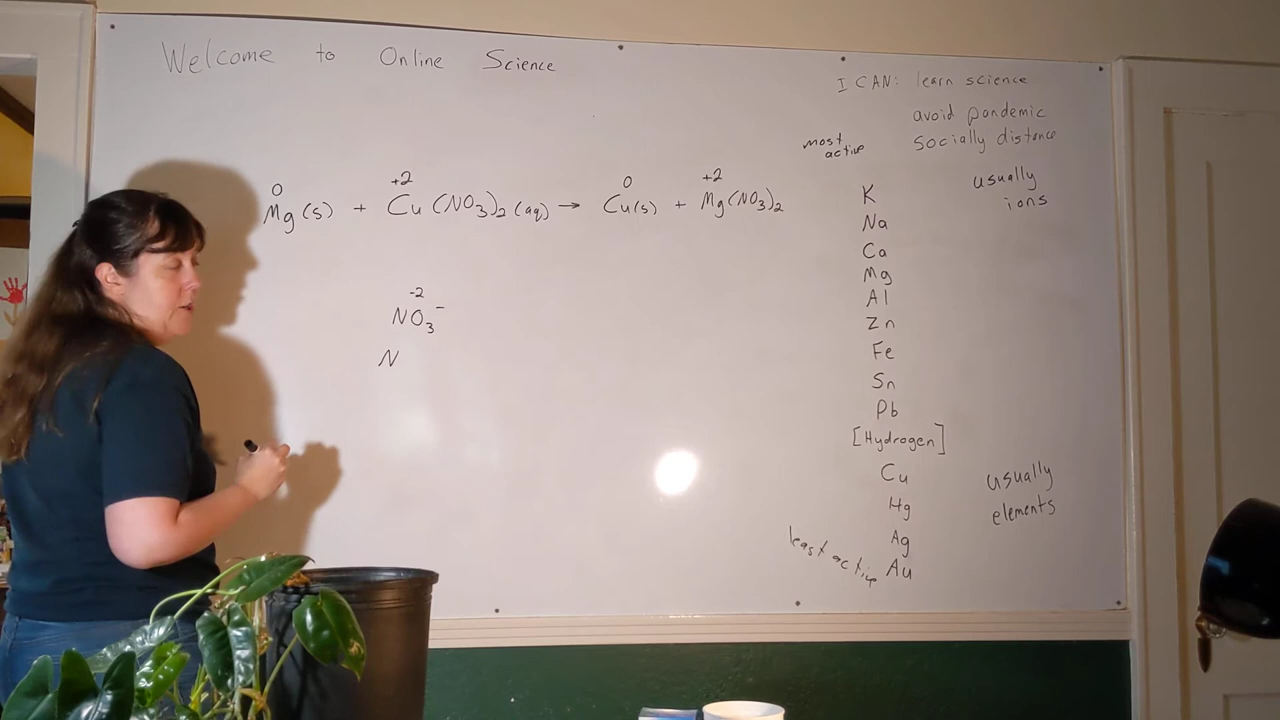 Welcome to Online Science
I CAN: learn science
avoid pandemic
socially distance
most
active
usually
ions
0 +2 0 +2
Mg(s) + Cu(NO3)2(aq) → Cu(s) + Mg(NO3)2
-2
NO3-
N
K
Na
Ca
Mg
Al
Zn
Fe
Sn
Pb
[Hydrogen]
Cu
Hg
Ag
Au
usually
elements
least active